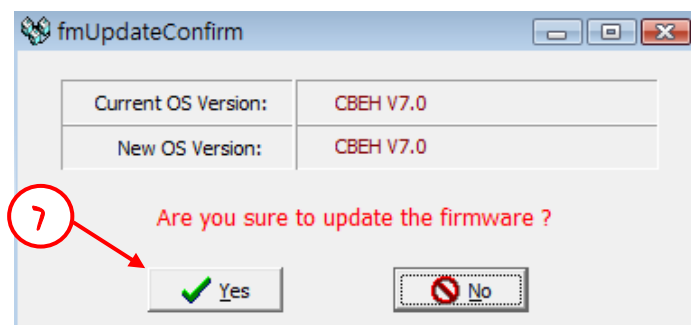 fmUpdateConfirm
Current OS Version: CBEH V7.0
New OS Version: CBEH V7.0
7
Are you sure to update the firmware ?
Yes
No